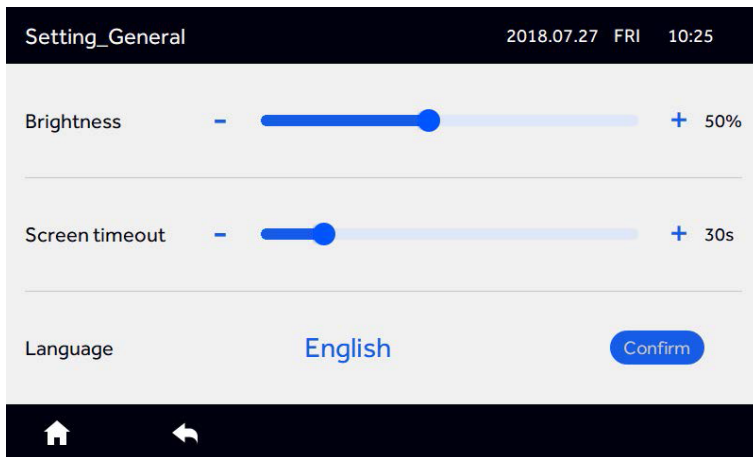 Setting_General 2018.07.27 FRI 10:25
Brightness - + 50%
Screen timeout - + 30s
Language English Confirm